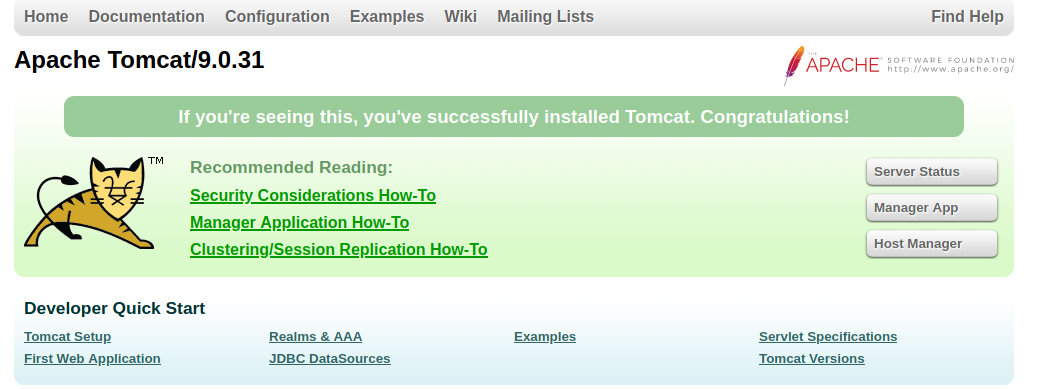 Home Documentation Configuration Examples Wiki Mailing Lists Find Help
Apache Tomcat/9.0.31
THE APACHE® SOFTWARE FOUNDATION
http://www.apache.org/
If you're seeing this, you've successfully installed Tomcat. Congratulations!
TM
Recommended Reading:
Security Considerations How-To
Manager Application How-To
Clustering/Session Replication How-To
Server Status
Manager App
Host Manager
Developer Quick Start
Tomcat Setup Realms & AAA Examples Servlet Specifications
First Web Application JDBC DataSources Tomcat Versions